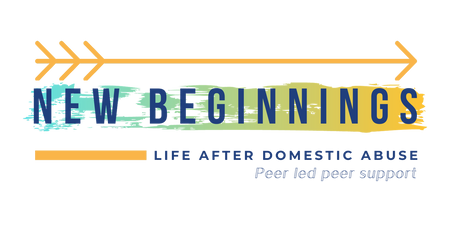 NEW BEGINNINGS
LIFE AFTER DOMESTIC ABUSE
Peer led peer support